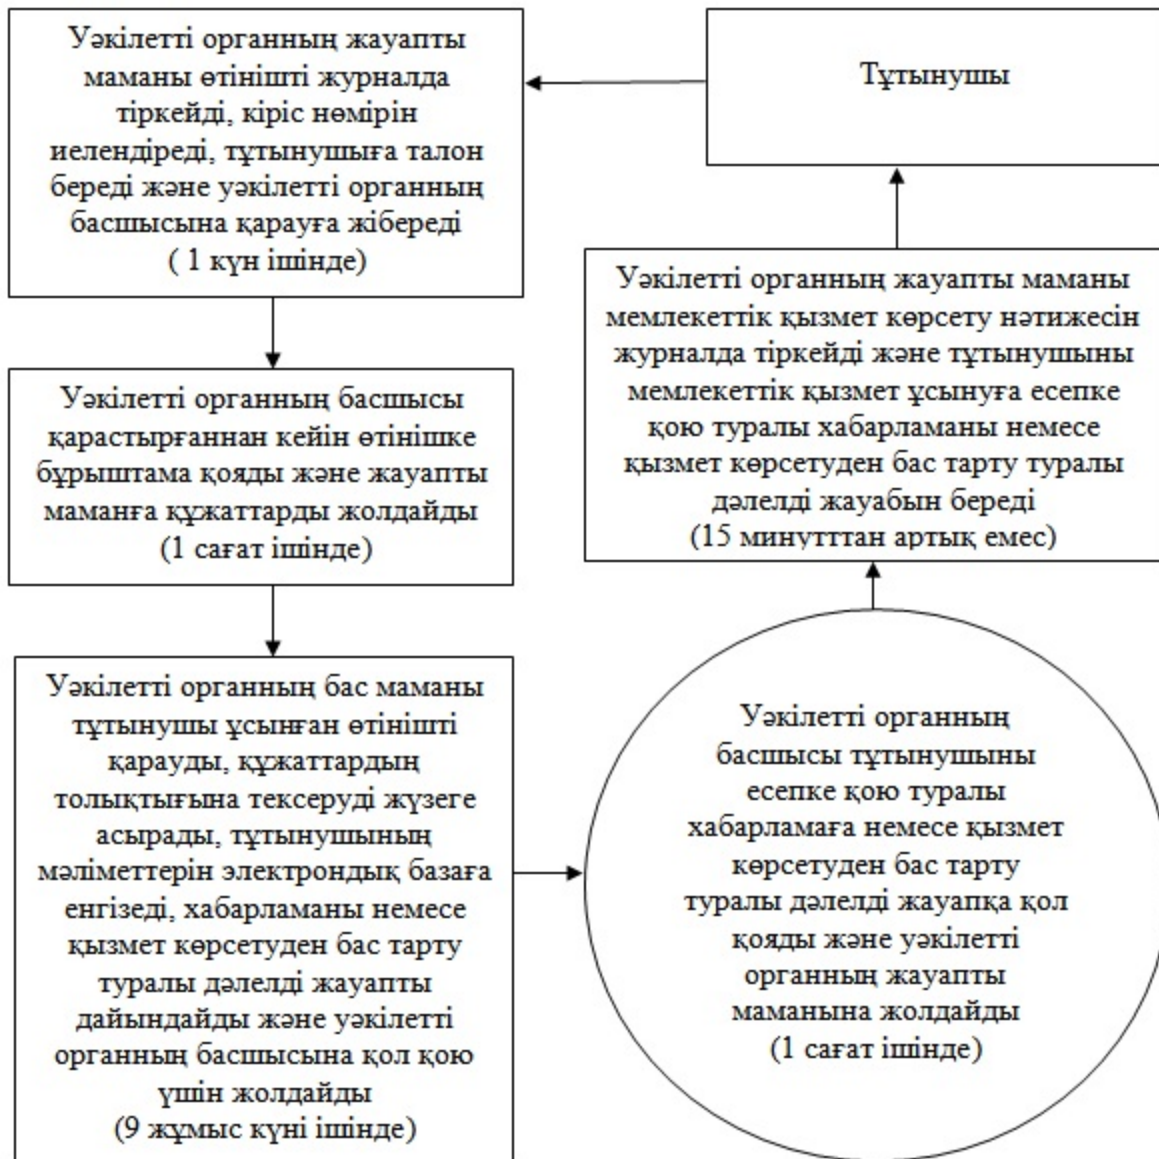 Уәкілетті органның жауапты
маманы өтінішті журналда
тіркейді, кіріс нөмірін
иелендіреді, тұтынушыға талон
береді және уәкілетті органның
басшысына қарауға жібереді
( 1 күн ішінде)
Тұтынушы
Уәкілетті органның басшысы
қарастырғаннан кейін өтінішке
бұрыштама қояды және жауапты
маманға құжаттарды жолдайды
(1 сағат ішінде)
Уәкілетті органның бас маманы
тұтынушы ұсынған өтінішті
қарауды, құжаттардың
толықтығына тексеруді жүзеге
асырады, тұтынушының
мәліметтерін электрондық базаға
енгізеді, хабарламаны немесе
қызмет көрсетуден бас тарту
туралы дәлелді жауапты
дайындайды және уәкілетті
органның басшысына қол қою
үшін жолдайды
(9 жұмыс күні ішінде)
Уәкілетті органның
басшысы тұтынушыны
есепке қою туралы
хабарламаға немесе қызмет
көрсетуден бас тарту
туралы дәлелді жауапқа қол
қояды және уәкілетті
органның жауапты
маманына жолдайды
(1 сағат ішінде)
Уәкілетті органның жауапты маманы
мемлекеттік қызмет көрсету нәтижесін
журналда тіркейді және тұтынушыны
мемлекеттік қызмет ұсынуға есепке
қою туралы хабарламаны немесе
қызмет көрсетуден бас тарту туралы
дәлелді жауабын береді
(15 минутттан артық емес)